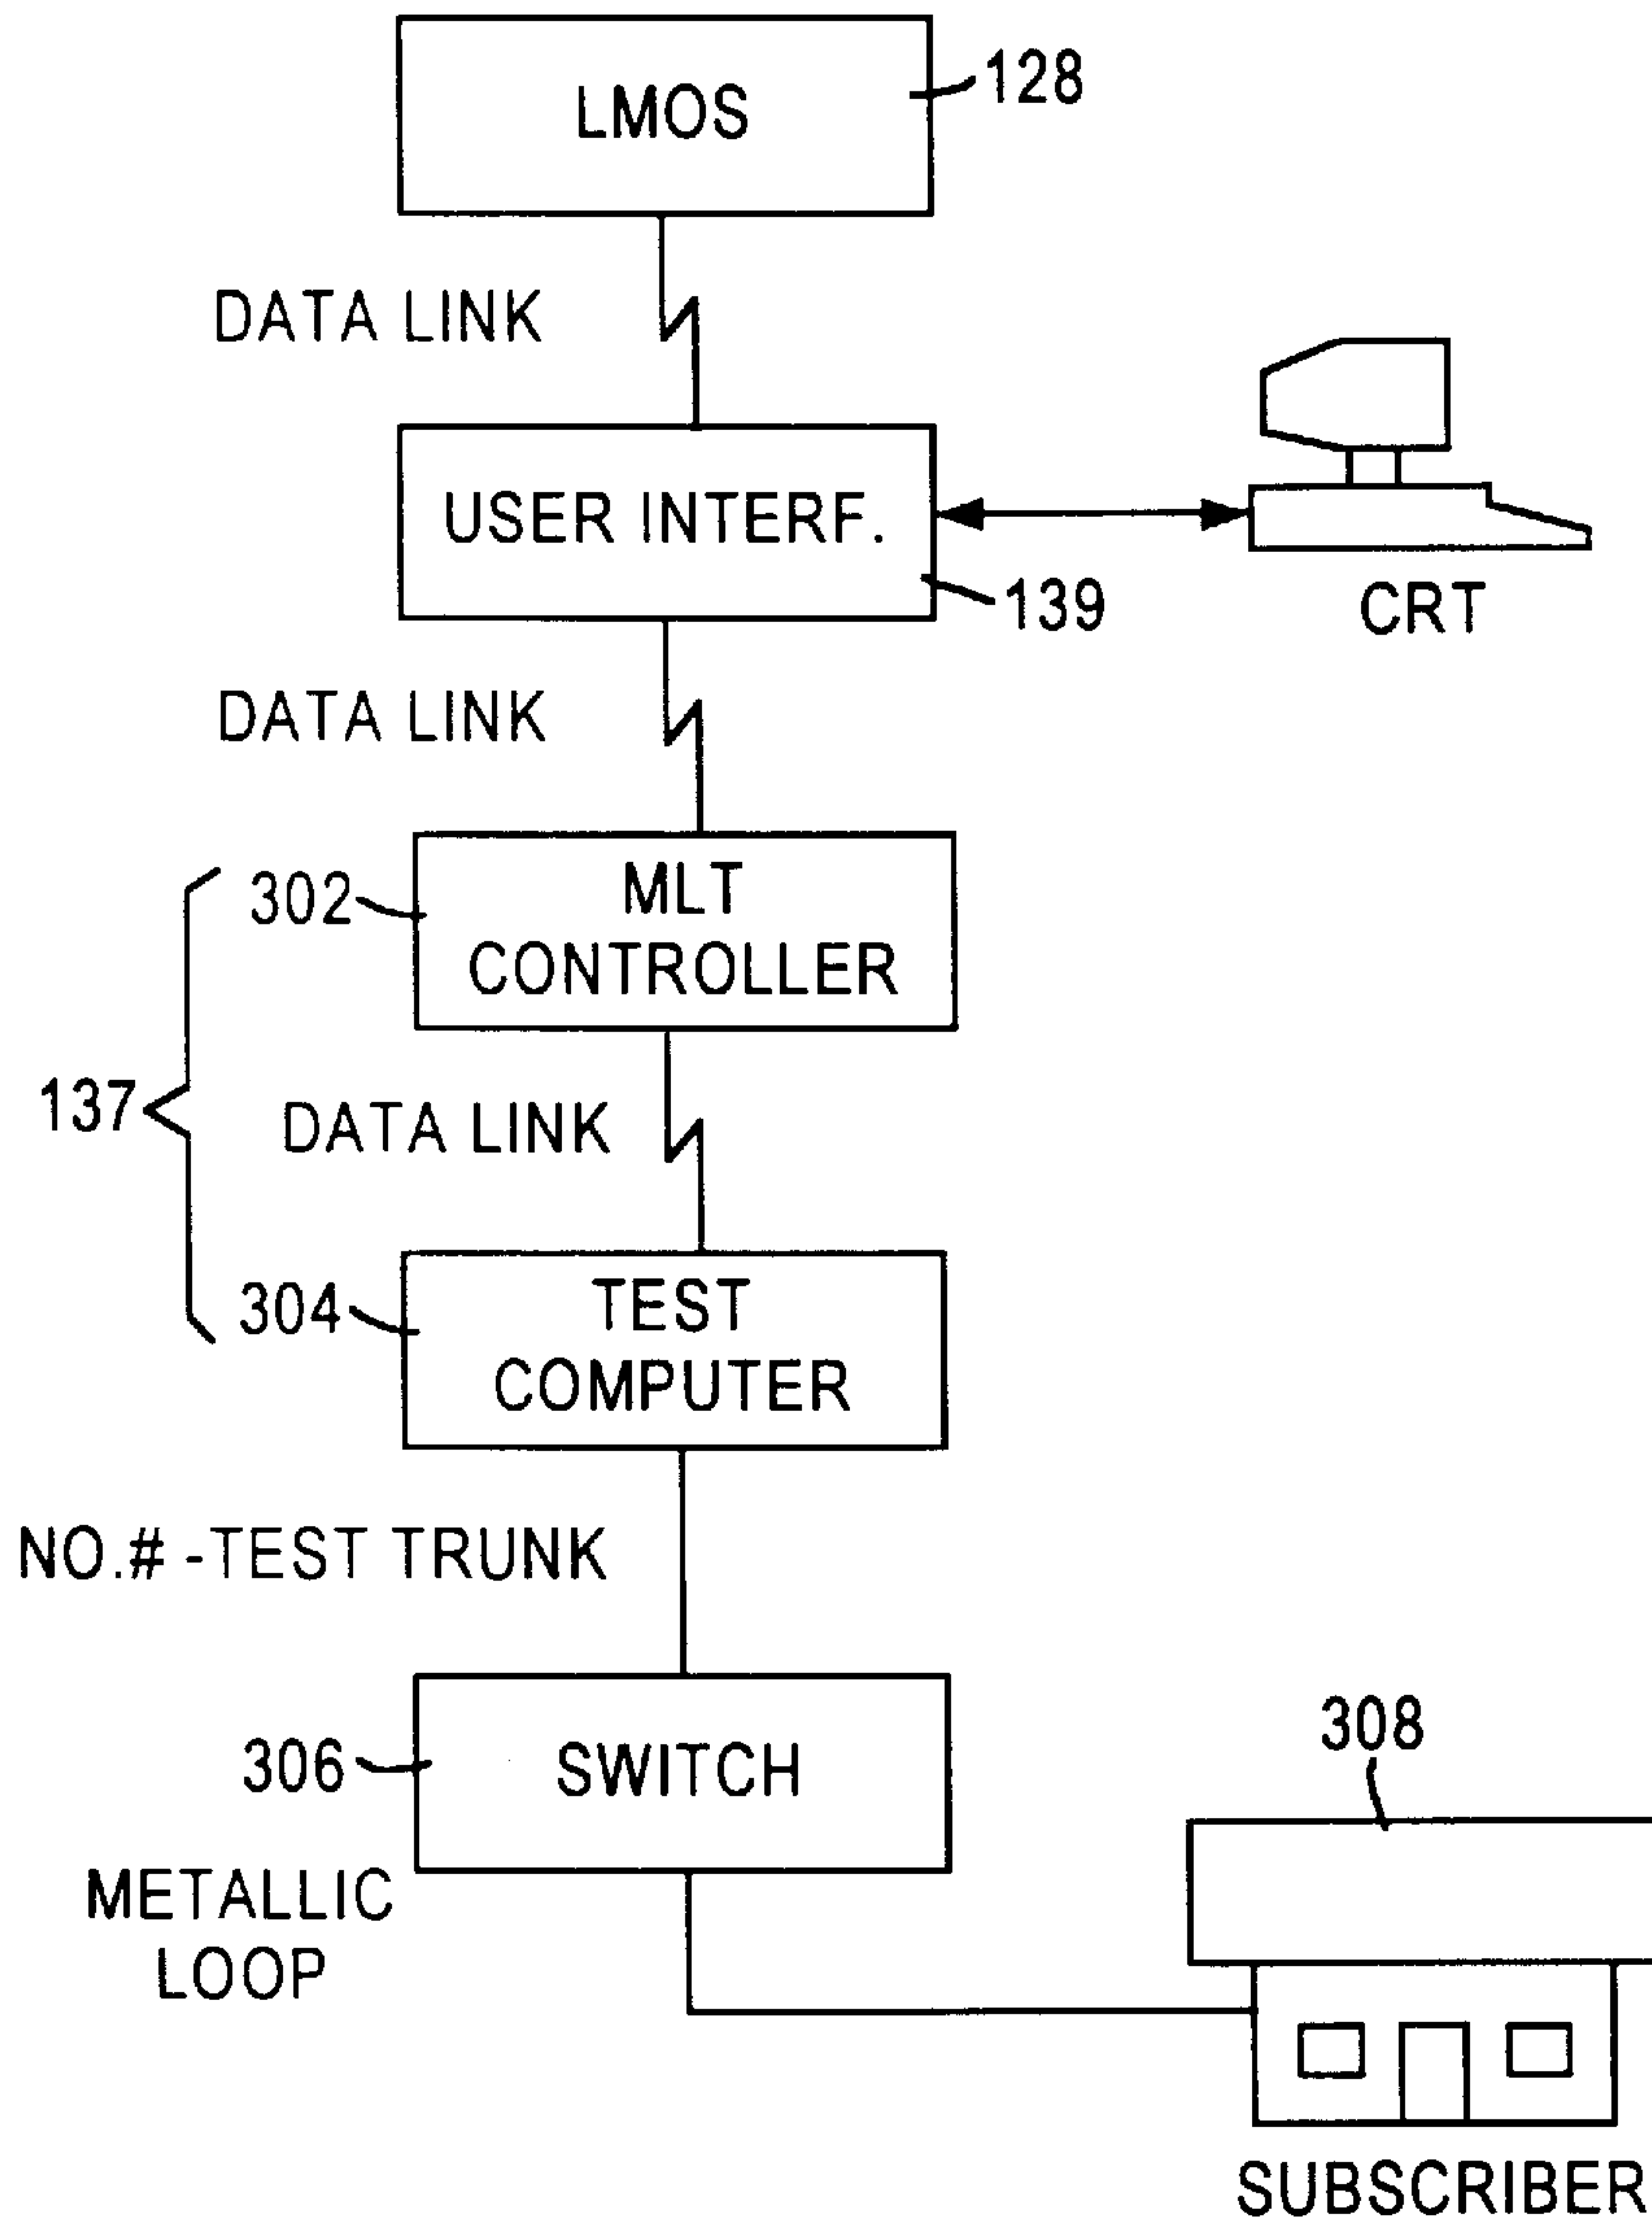 LMOS
128
DATA LINK
USER INTERF.
139
CRT
DATA LINK
302
MLT
CONTROLLER
137
DATA LINK
304
TEST
COMPUTER
NO.# -TEST TRUNK
306
SWITCH
308
METALLIC
LOOP
SUBSCRIBER